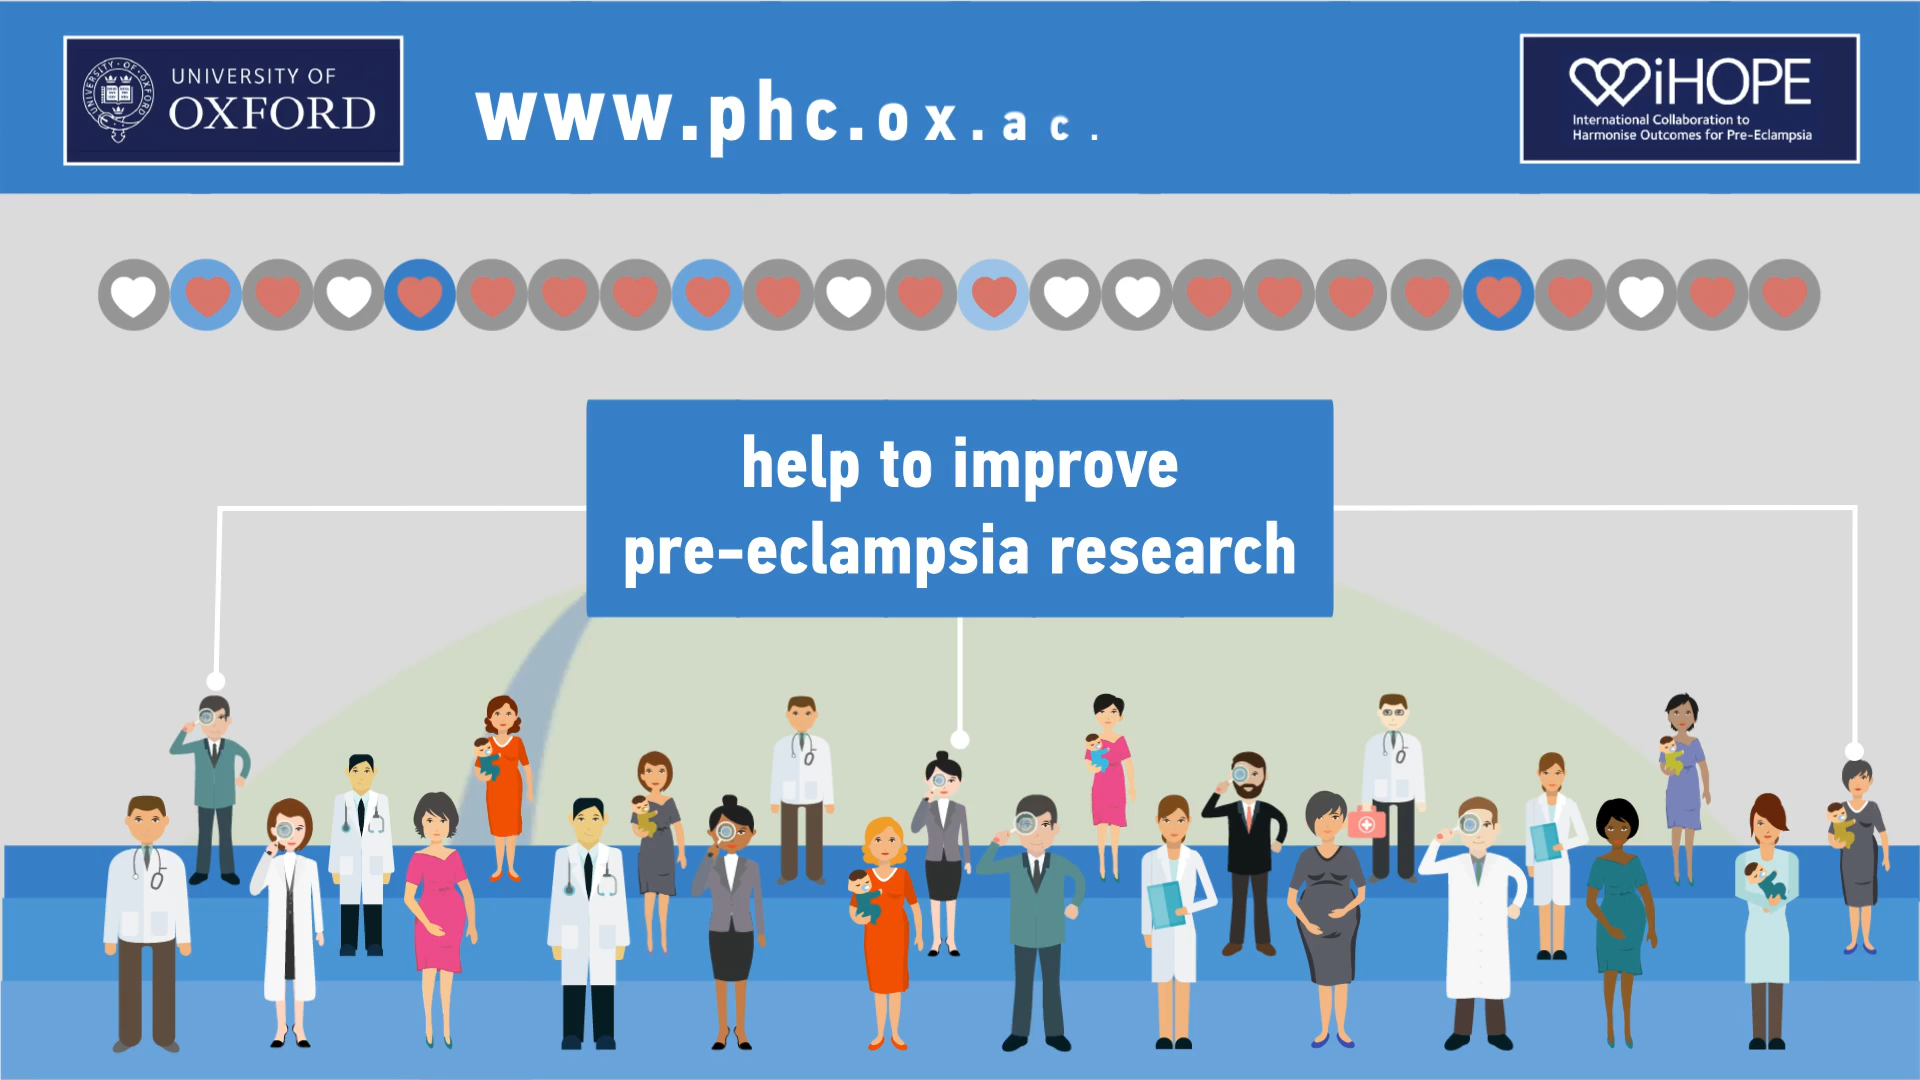 UNIVERSITY OF
OXFORD
www.phc.ox.ac.
iHOPE
International Collaboration to
Harmonise Outcomes for Pre-Eclampsia
help to improve
pre-eclampsia research